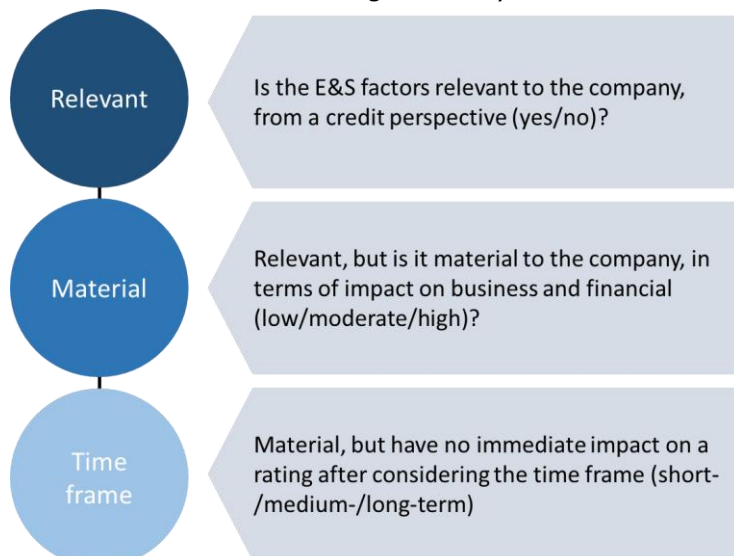 Relevant
Is the E&S factors relevant to the company,
from a credit perspective (yes/no)?
Material
Relevant, but is it material to the company, in
terms of impact on business and financial
(low/moderate/high)?
Time
frame
Material, but have no immediate impact on a
rating after considering the time frame (short-
/medium-/long-term)